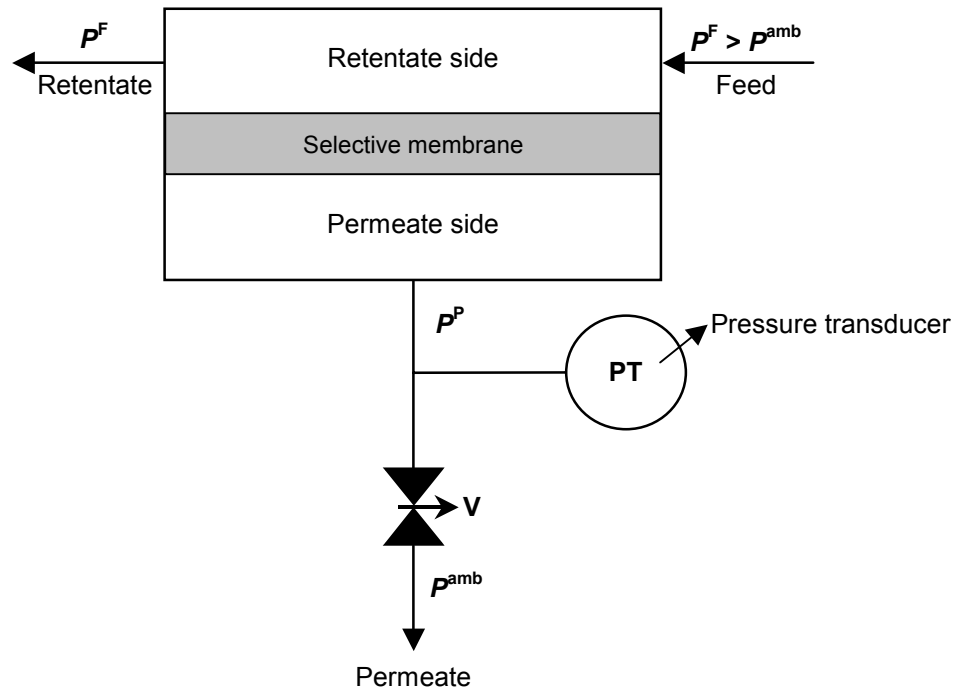 P^F
Retentate
Retentate side
P^F > P^amb
Feed
Selective membrane
Permeate side
P^P
Pressure transducer
PT
V
P^amb
Permeate